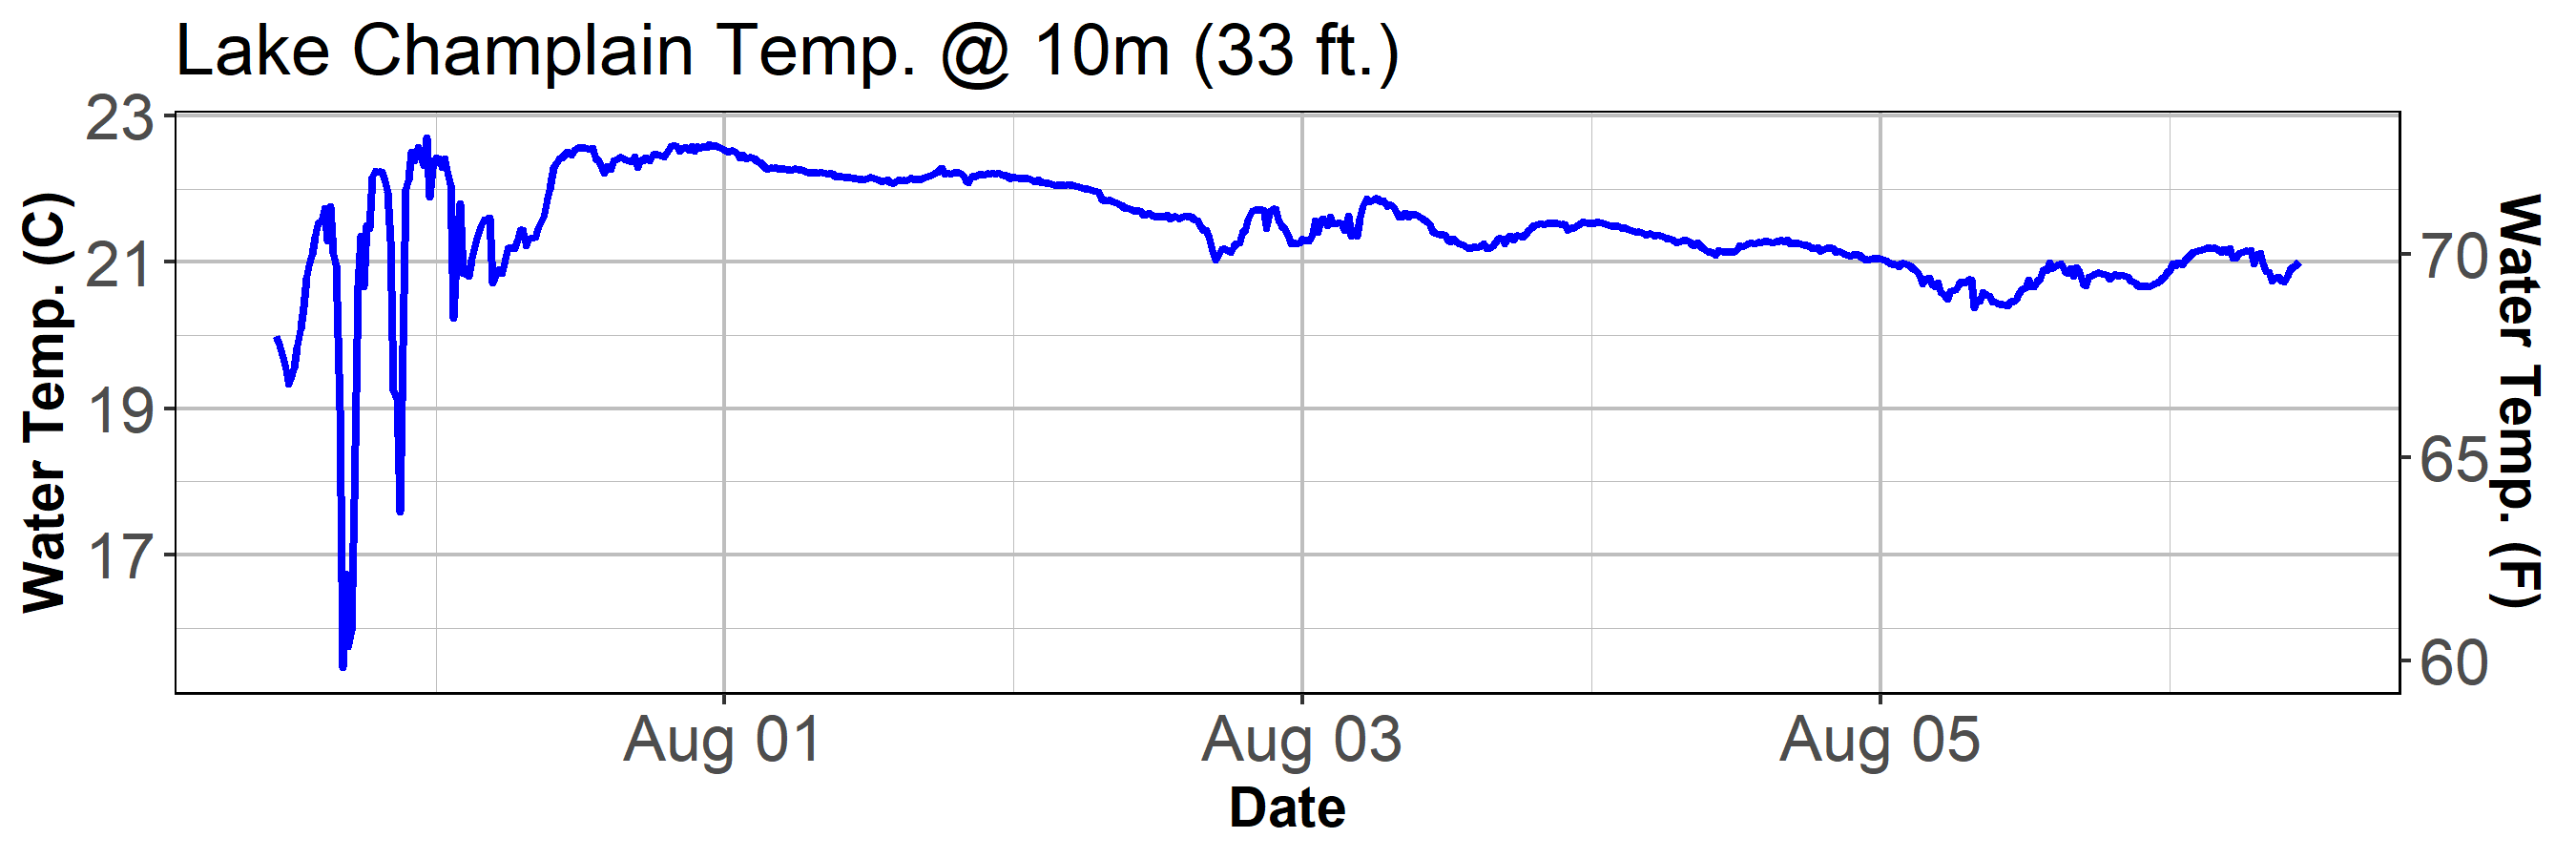 Lake Champlain Temp. @ 10m (33 ft.)
Water Temp. (C)
23
21
19
17
70
65
60
Water Temp. (F)
Aug 01
Aug 03
Aug 05
Date